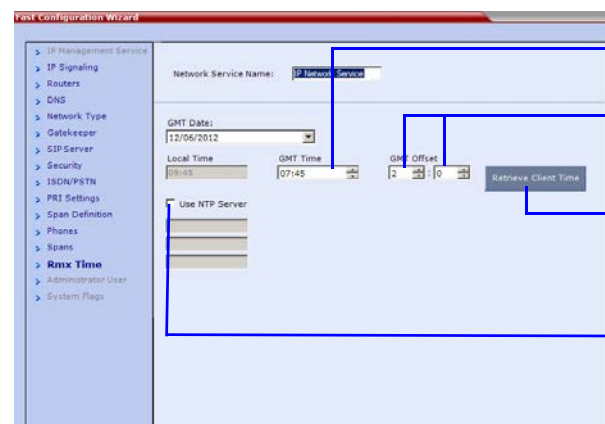 Fast Configuration Wizard
IP Management Service
IP Signaling
Routers
DNS
Network Type
Gatekeeper
SIP Server
Security
ISDN/PSTN
PRI Settings
Span Definition
Phones
Spans
Rmx Time
Administrator User
System Flags
Network Service Name: IP Network Service
GMT Date:
12/06/2012
Local Time GMT Time GMT Offset
09:45 07:45 2 : 0 Retrieve Client Time
Use NTP Server